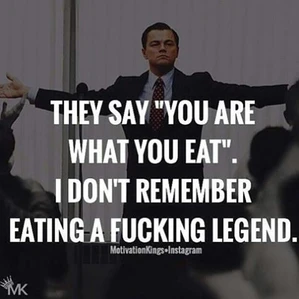 THEY SAY "YOU ARE
WHAT YOU EAT".
I DON'T REMEMBER
EATING A FUCKING LEGEND.
MotivationKings•Instagram
MK